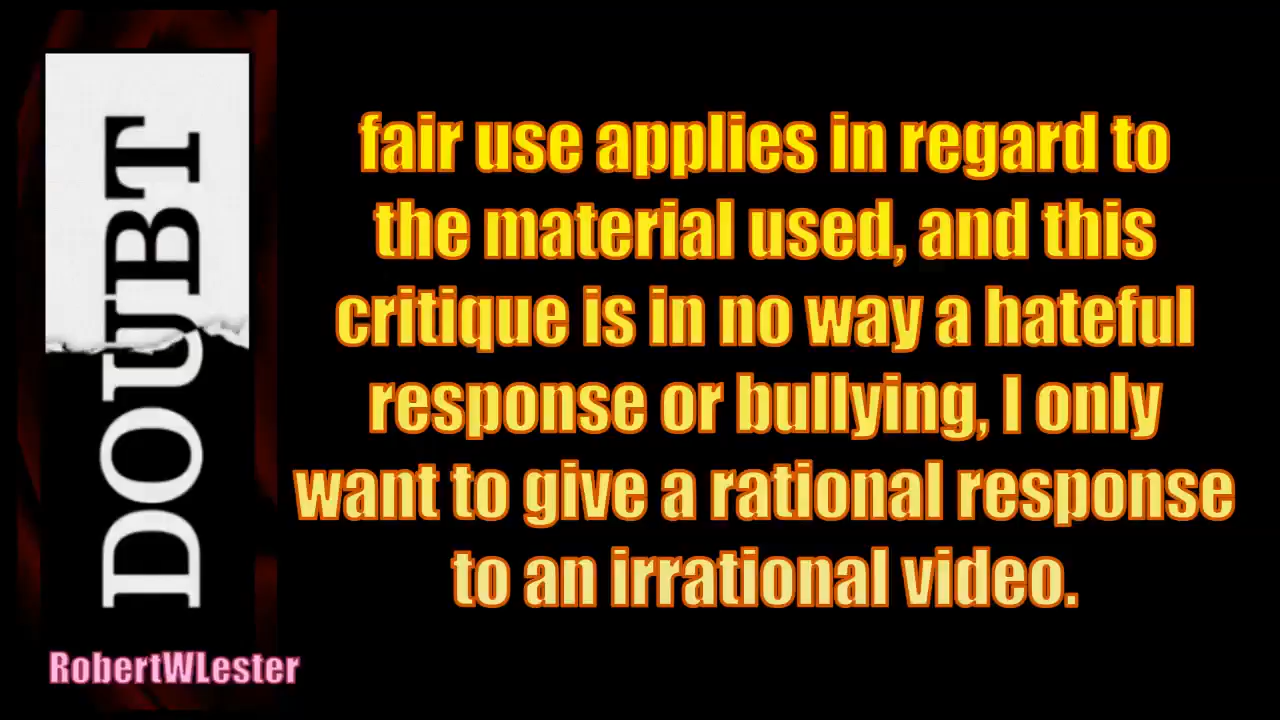 DOUBT
fair use applies in regard to
the material used, and this
critique is in no way a hateful
response or bullying, I only
want to give a rational response
to an irrational video.
RobertWLester